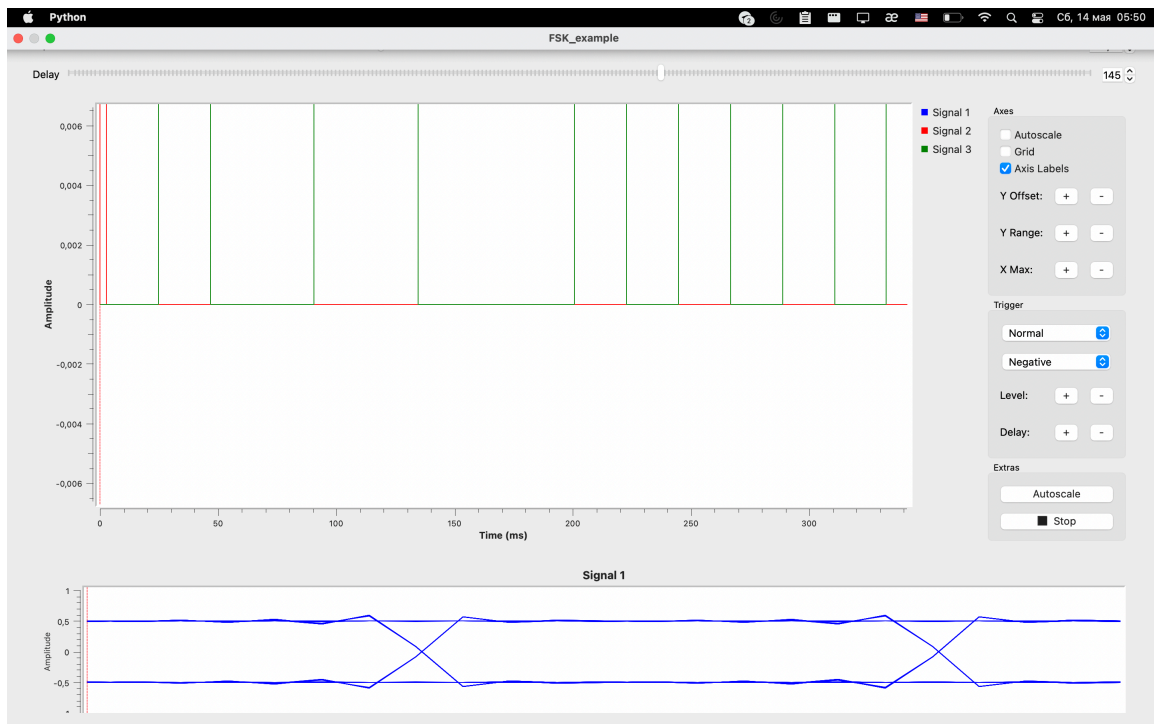 Python
æ
Сб, 14 мая 05:50
FSK_example
Delay
145
0,006
0,004
0,002
0
-0,002
-0,004
-0,006
Amplitude
0
50
100
150
200
250
300
Time (ms)
Signal 1
Signal 2
Signal 3
Axes
Autoscale
Grid
Axis Labels
Y Offset: + -
Y Range: + -
X Max: + -
Trigger
Normal
Negative
Level: + -
Delay: + -
Extras
Autoscale
Stop
Signal 1
1
0,5
0
-0,5
Amplitude